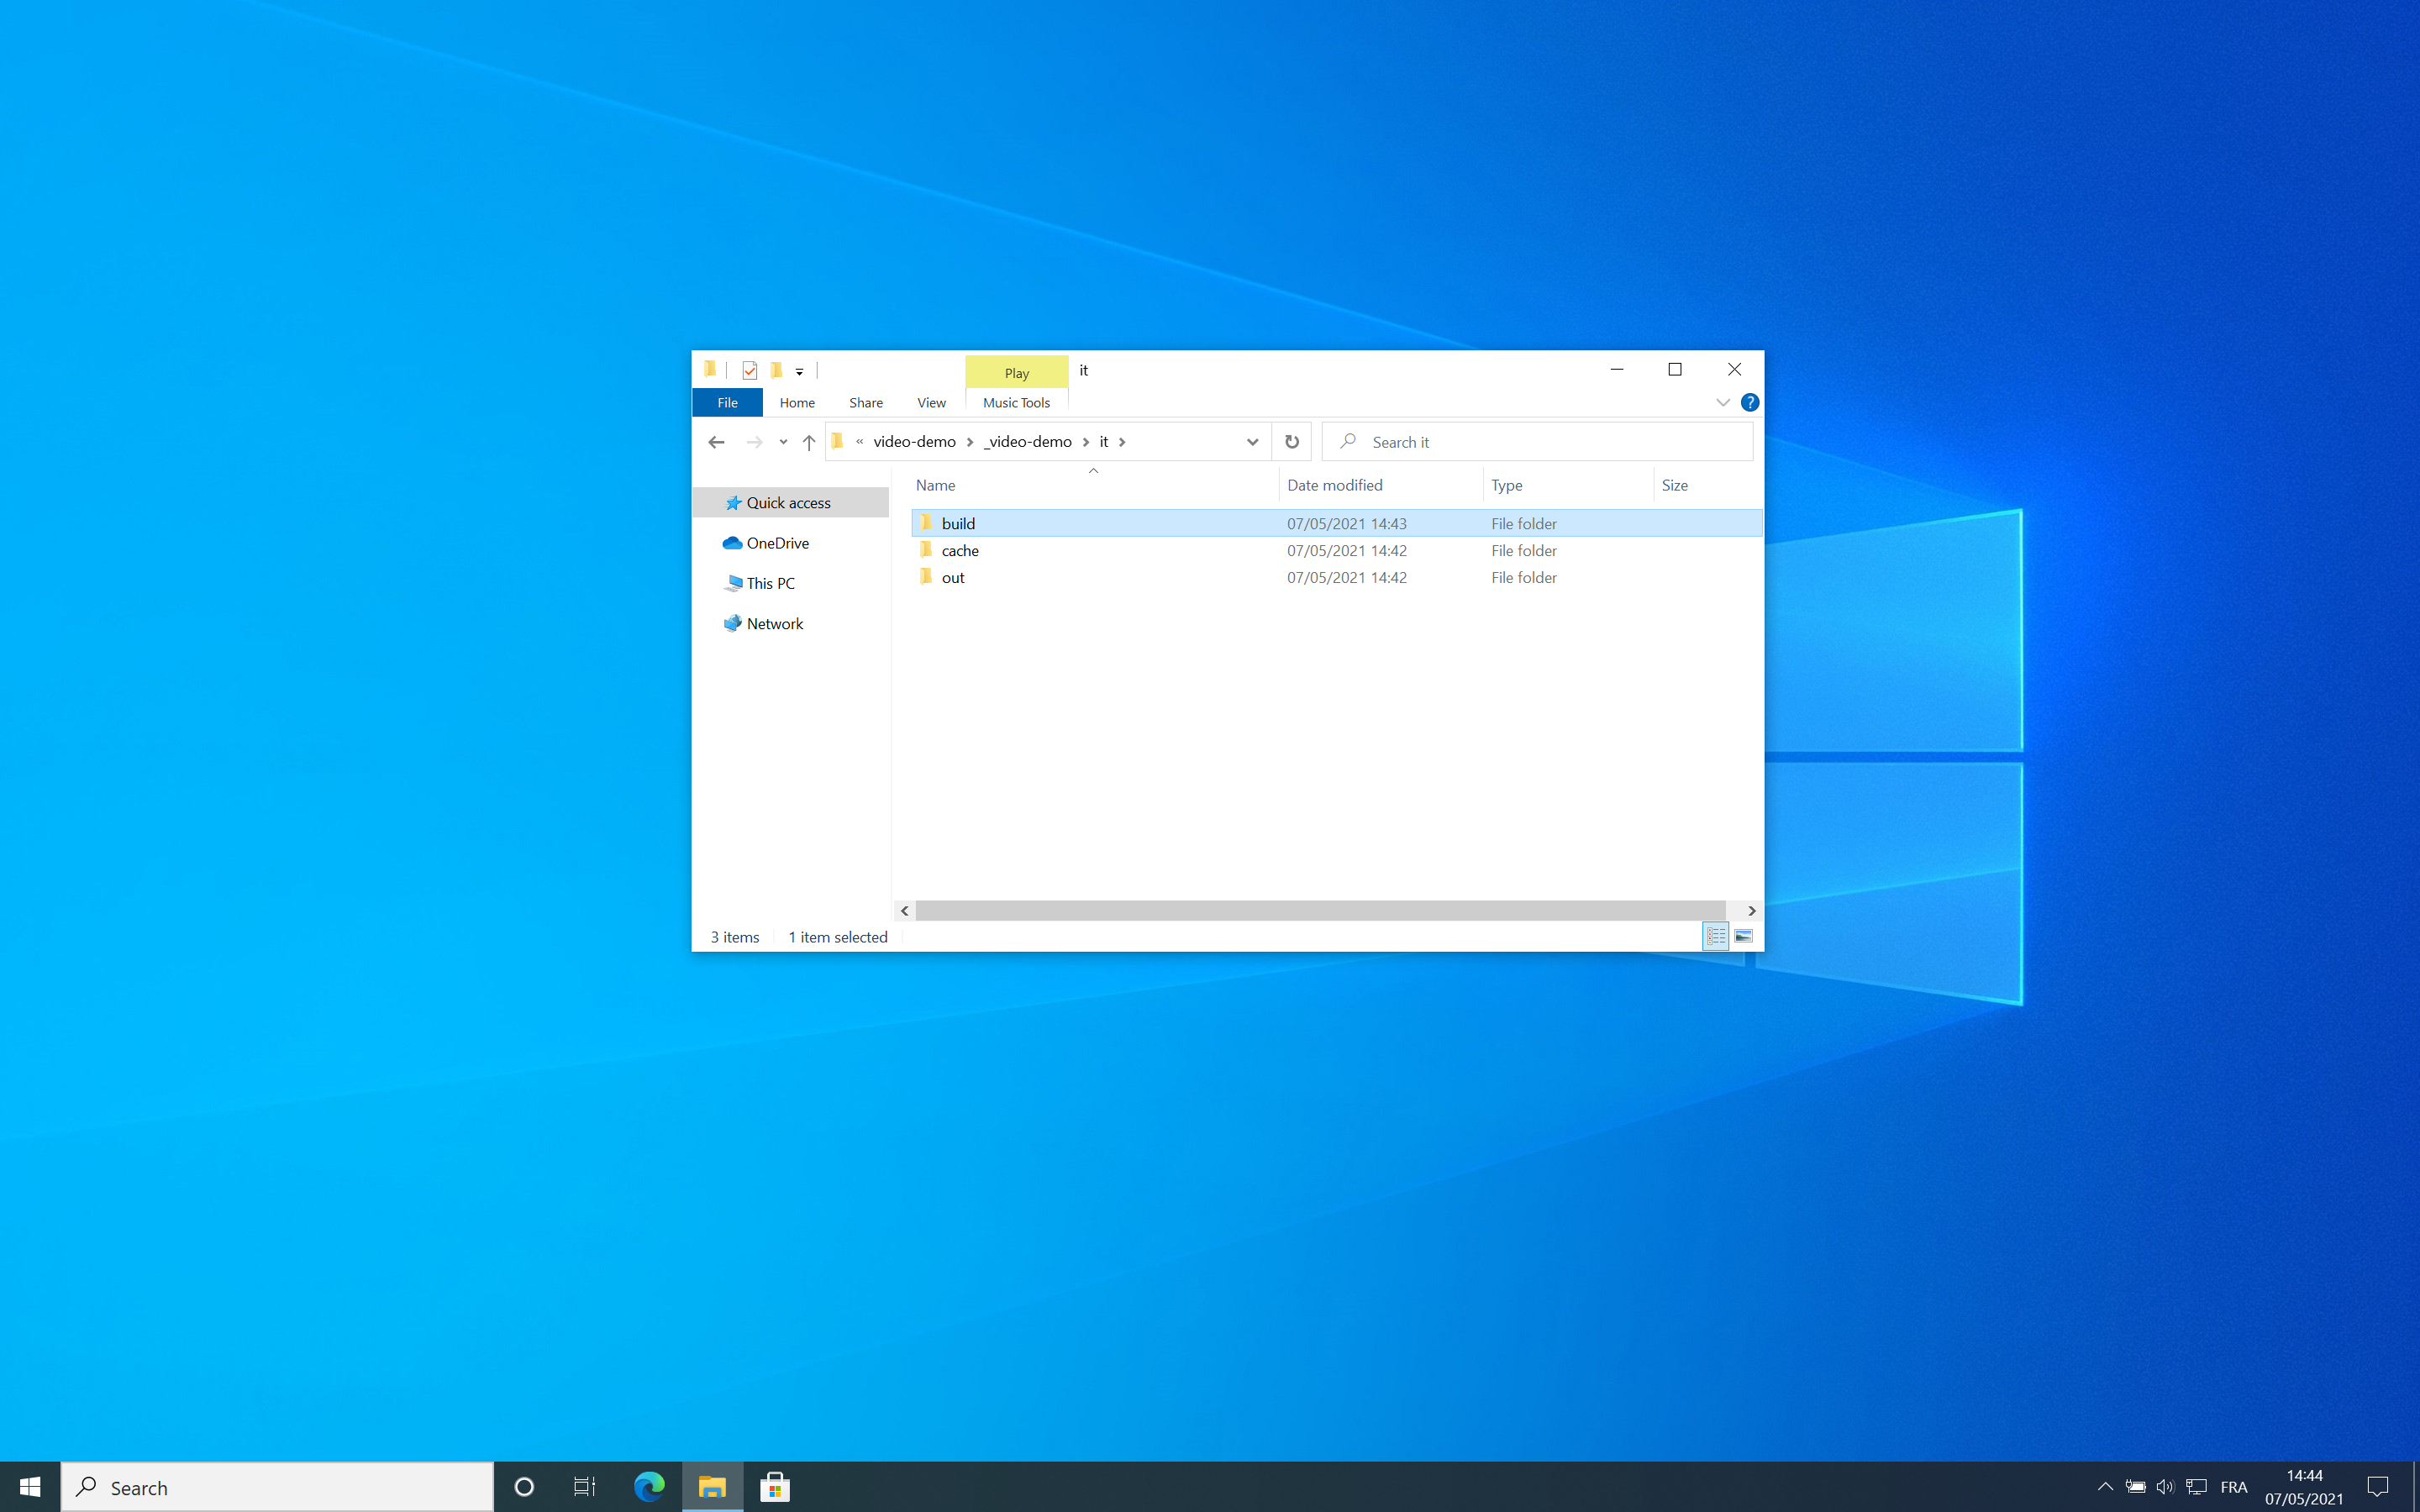 Play it
File Home Share View Music Tools ?
« video-demo _video-demo it Search it
Name Date modified Type Size
Quick access
OneDrive
This PC
Network
build 07/05/2021 14:43 File folder
cache 07/05/2021 14:42 File folder
out 07/05/2021 14:42 File folder
3 items 1 item selected
Search FRA 14:44
07/05/2021